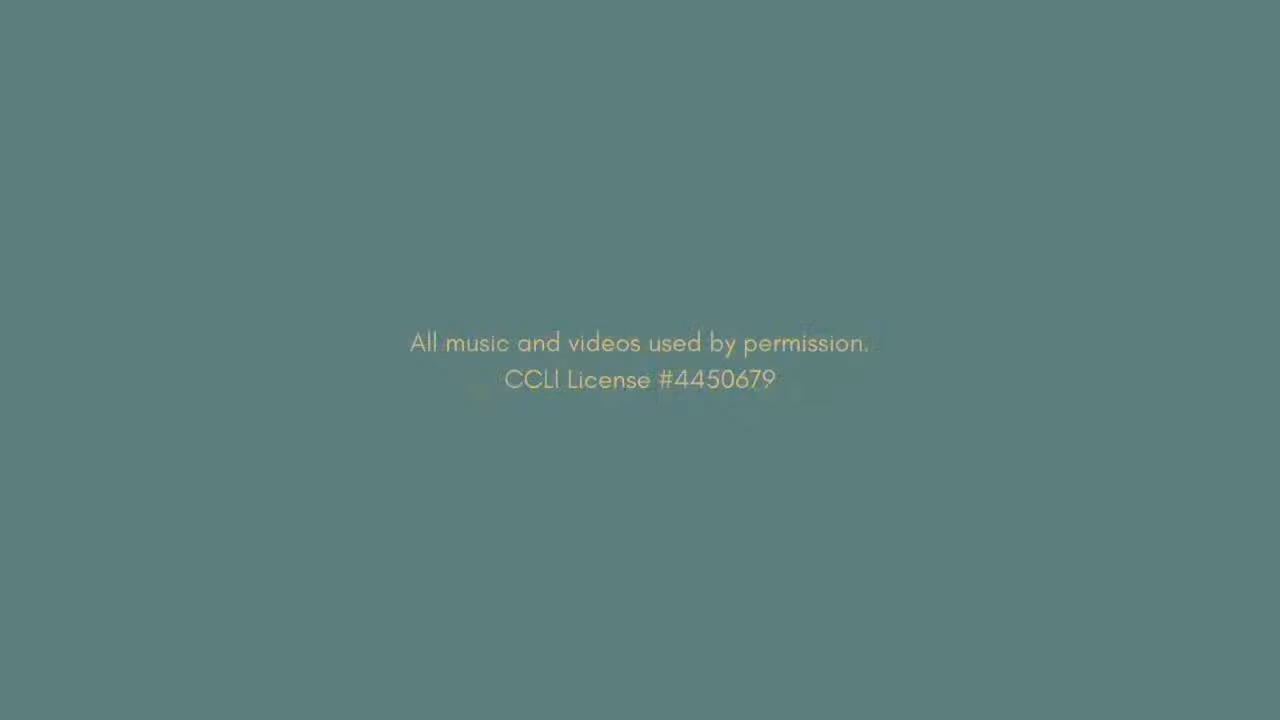 All music and videos used by permission.
CCLI License #4450679